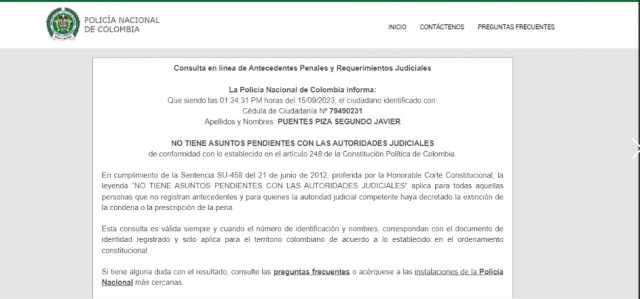 POLICÍA NACIONAL
DE COLOMBIA
INICIO CONTÁCTENOS PREGUNTAS FRECUENTES
Consulta en línea de Antecedentes Penales y Requerimientos Judiciales
La Policía Nacional de Colombia informa:
Que siendo las 01:34:31 PM horas del 15/09/2023, el ciudadano identificado con:
Cédula de Ciudadanía Nº 79490231
Apellidos y Nombres: PUENTES PIZA SEGUNDO JAVIER
NO TIENE ASUNTOS PENDIENTES CON LAS AUTORIDADES JUDICIALES
de conformidad con lo establecido en el artículo 248 de la Constitución Política de Colombia.
En cumplimiento de la Sentencia SU-458 del 21 de junio de 2012, proferida por la Honorable Corte Constitucional, la
leyenda "NO TIENE ASUNTOS PENDIENTES CON LAS AUTORIDADES JUDICIALES" aplica para todas aquellas
personas que no registran antecedentes y para quienes la autoridad judicial competente haya decretado la extinción de
la condena o la prescripción de la pena.
Esta consulta es válida siempre y cuando el número de identificación y nombres, correspondan con el documento de
identidad registrado y solo aplica para el territorio colombiano de acuerdo a lo establecido en el ordenamiento
constitucional.
Si tiene alguna duda con el resultado, consulte las preguntas frecuentes o acérquese a las instalaciones de la Policía
Nacional más cercanas.